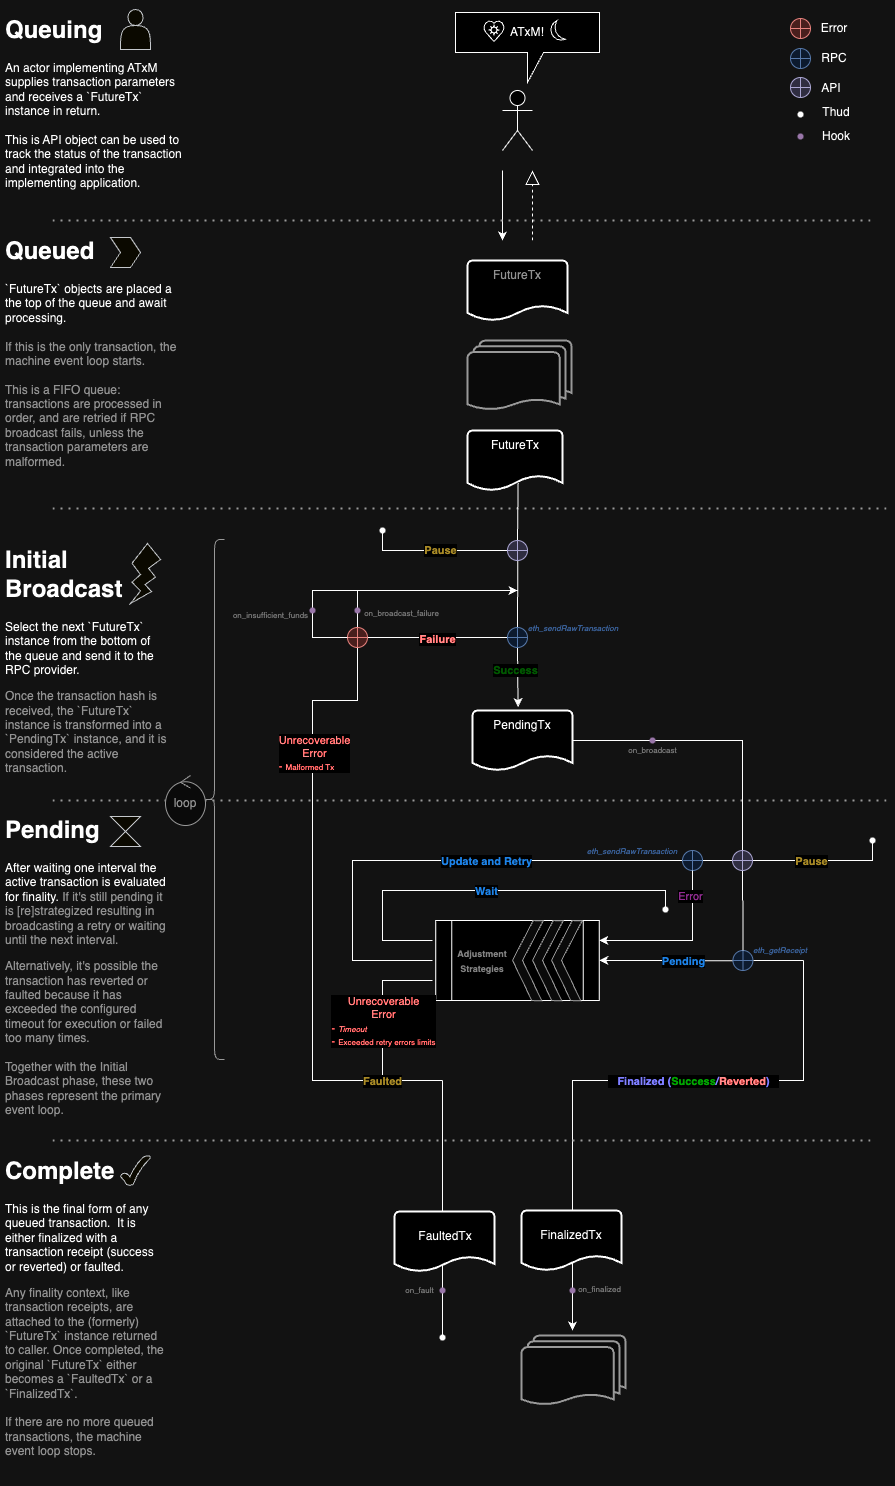 Queuing
An actor implementing ATxM
supplies transaction parameters
and receives a `FutureTx`
instance in return.
This is API object can be used to
track the status of the transaction
and integrated into the
implementing application.
ATxM!
Error
RPC
API
Thud
Hook
Queued
`FutureTx` objects are placed a
the top of the queue and await
processing.
If this is the only transaction, the
machine event loop starts.
This is a FIFO queue:
transactions are processed in
order, and are retried if RPC
broadcast fails, unless the
transaction parameters are
malformed.
FutureTx
FutureTx
Initial
Broadcast
Select the next `FutureTx`
instance from the bottom of
the queue and send it to the
RPC provider.
Once the transaction hash is
received, the `FutureTx`
instance is transformed into a
`PendingTx` instance, and it is
considered the active
transaction.
loop
Pause
on_insufficient_funds
on_broadcast_failure
Failure
eth_sendRawTransaction
Success
PendingTx
on_broadcast
Unrecoverable
Error
- Malformed Tx
Pending
After waiting one interval the
active transaction is evaluated
for finality. If it's still pending it
is [re]strategized resulting in
broadcasting a retry or waiting
until the next interval.
Alternatively, it's possible the
transaction has reverted or
faulted because it has
exceeded the configured
timeout for execution or failed
too many times.
Together with the Initial
Broadcast phase, these two
phases represent the primary
event loop.
Update and Retry
eth_sendRawTransaction
Pause
Wait
Error
Adjustment
Strategies
Pending
eth_getReceipt
Unrecoverable
Error
- Timeout
- Exceeded retry errors limits
Faulted
Finalized (Success/Reverted)
Complete
This is the final form of any
queued transaction.  It is
either finalized with a
transaction receipt (success
or reverted) or faulted.
Any finality context, like
transaction receipts, are
attached to the (formerly)
`FutureTx` instance returned
to caller. Once completed, the
original `FutureTx` either
becomes a `FaultedTx` or a
`FinalizedTx`.
If there are no more queued
transactions, the machine
event loop stops.
FaultedTx
FinalizedTx
on_fault
on_finalized